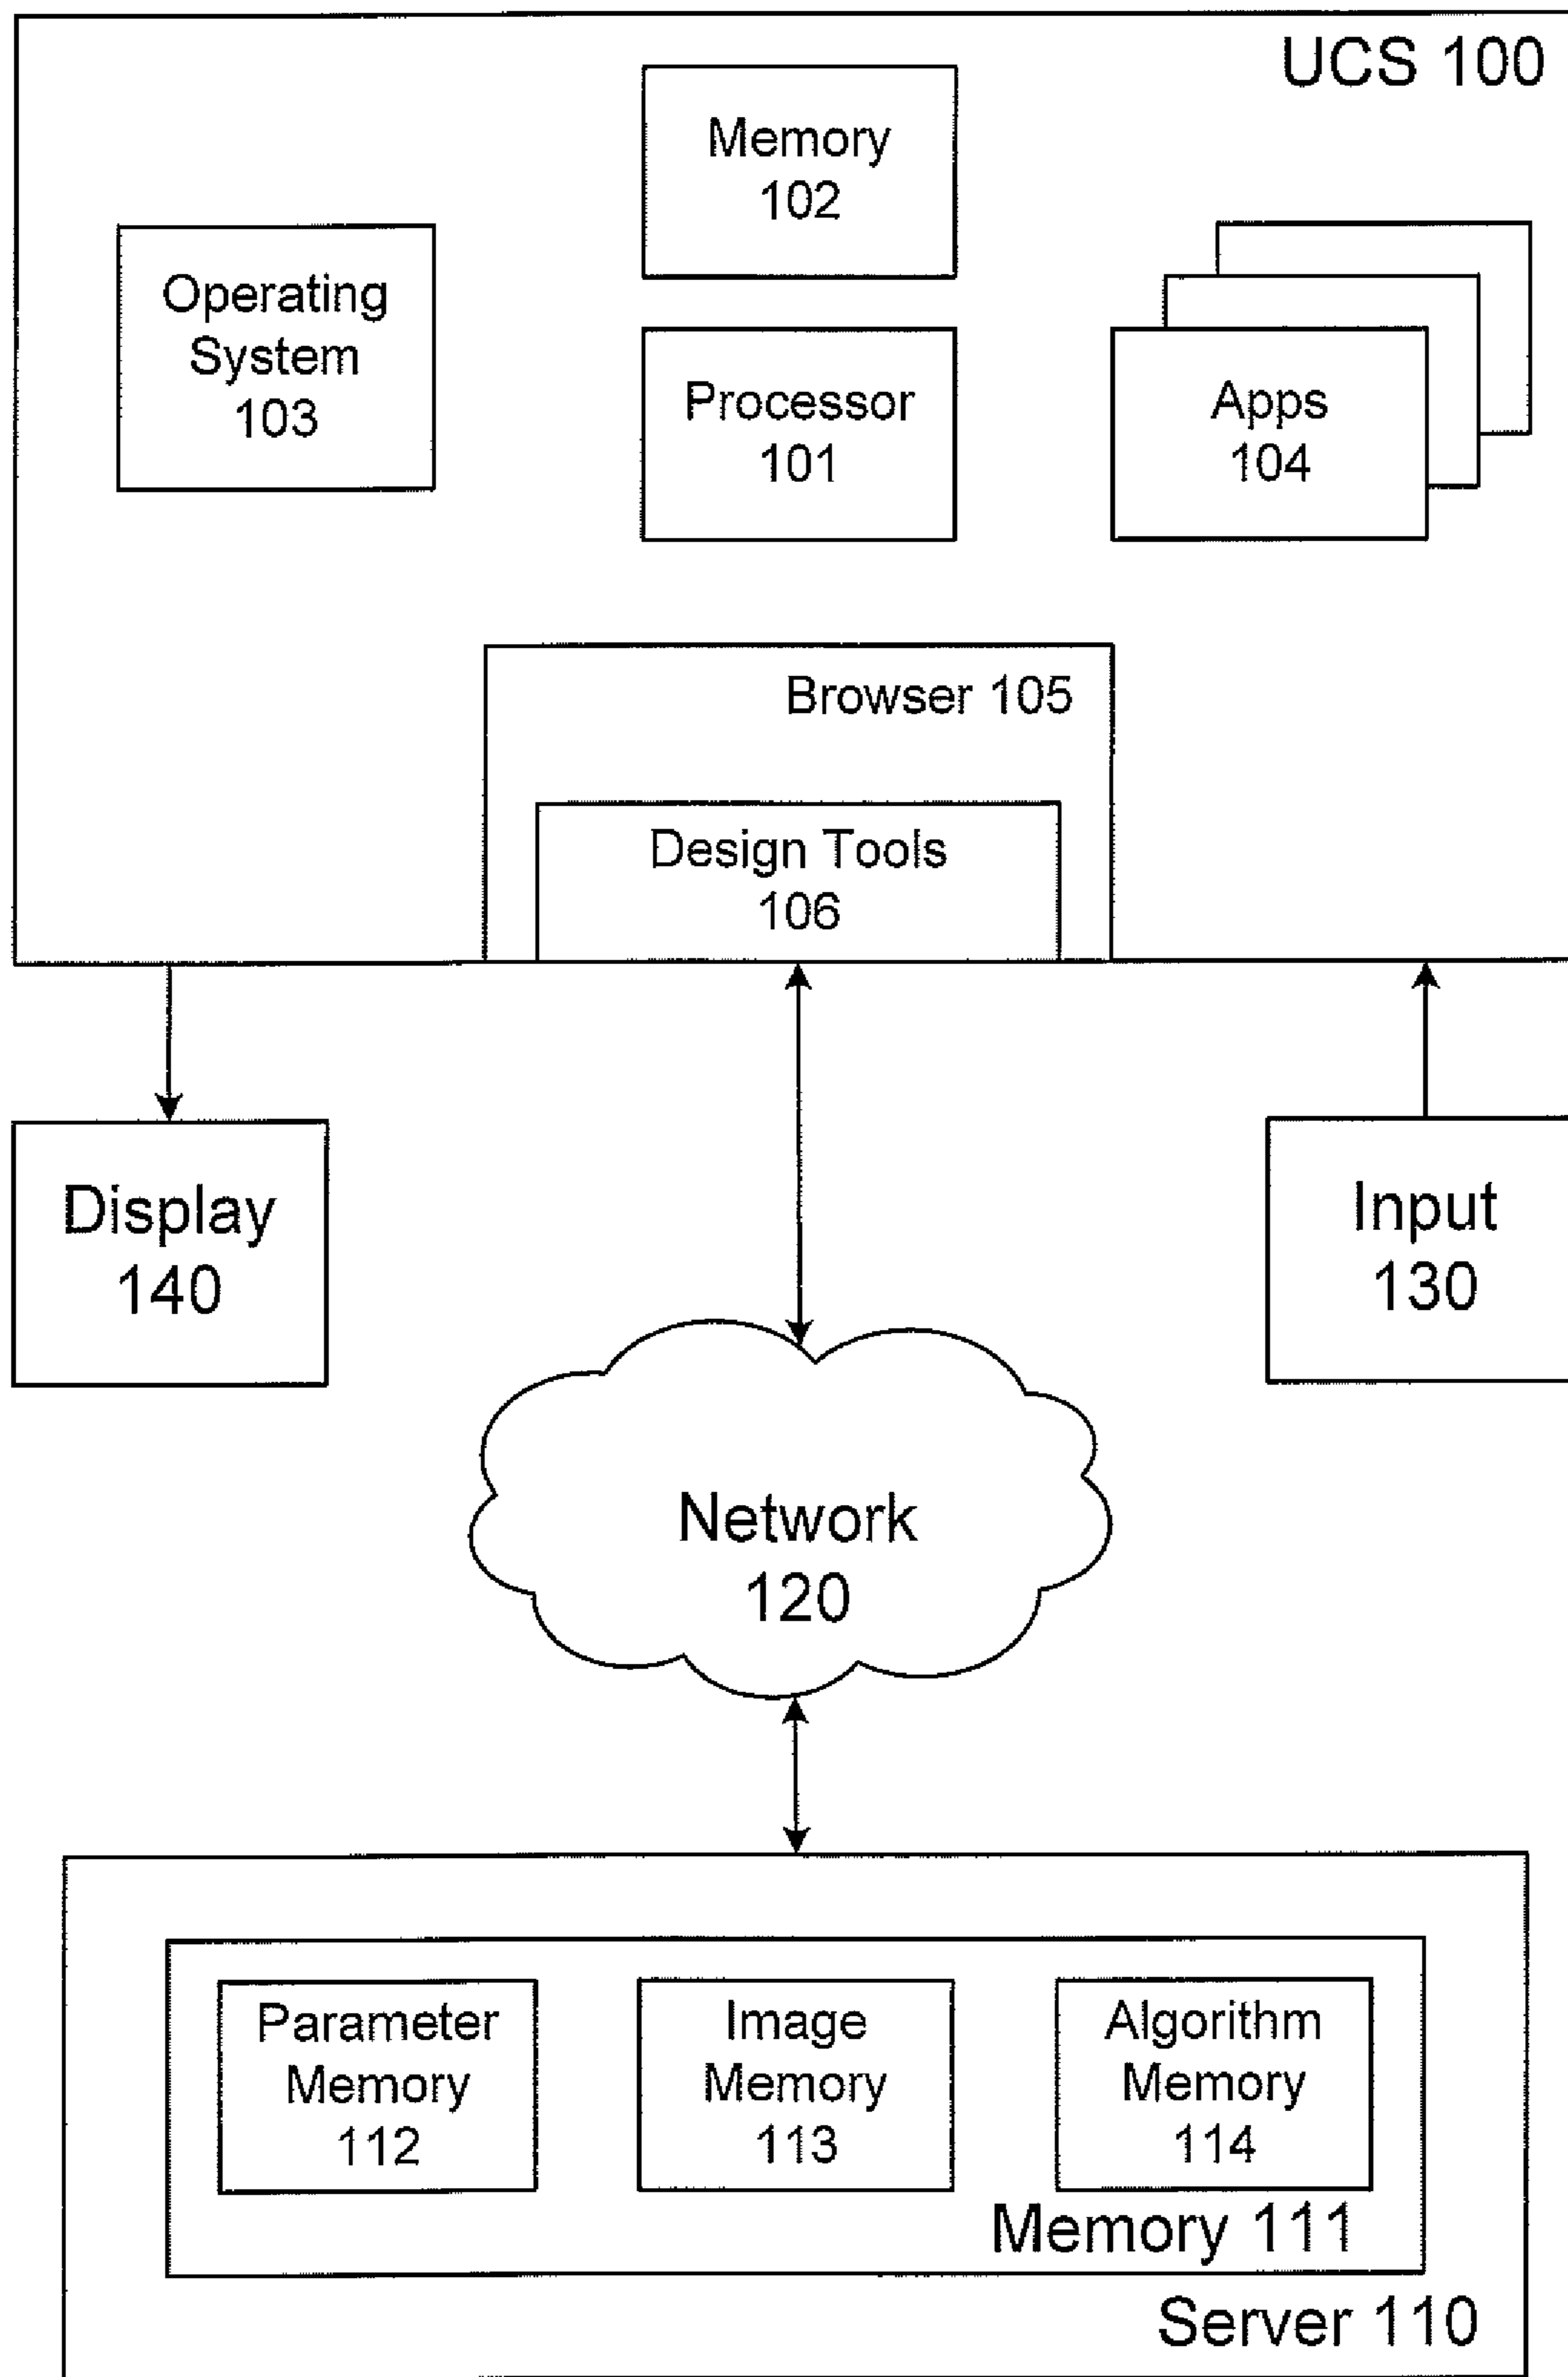 UCS 100
Memory
102
Operating
System
103
Processor
101
Apps
104
Browser 105
Design Tools
106
Display
140
Input
130
Network
120
Parameter
Memory
112
Image
Memory
113
Algorithm
Memory
114
Memory 111
Server 110